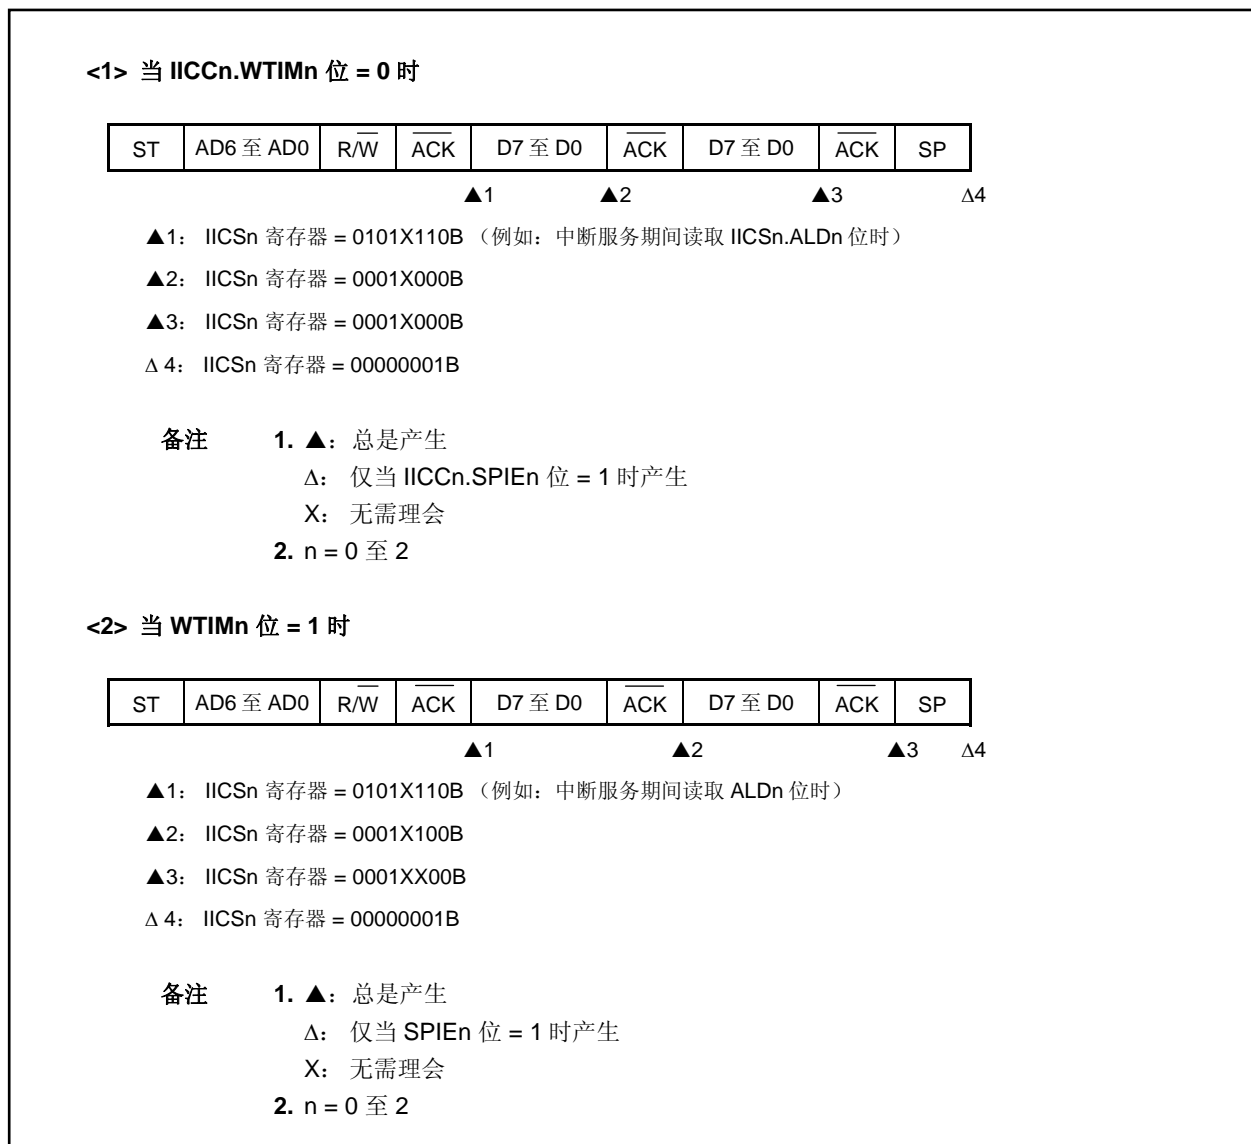 <1> 当 IICCn.WTIMn 位 = 0 时
ST AD6 至 AD0 R/W ACK D7 至 D0 ACK D7 至 D0 ACK SP
▲1 ▲2 ▲3 Δ4
▲1： IICSn 寄存器 = 0101X110B （例如：中断服务期间读取 IICSn.ALDn 位时）
▲2： IICSn 寄存器 = 0001X000B
▲3： IICSn 寄存器 = 0001X000B
Δ 4： IICSn 寄存器 = 00000001B
备注 1. ▲：总是产生
Δ： 仅当 IICCn.SPIEn 位 = 1 时产生
X： 无需理会
2. n = 0 至 2
<2> 当 WTIMn 位 = 1 时
ST AD6 至 AD0 R/W ACK D7 至 D0 ACK D7 至 D0 ACK SP
▲1 ▲2 ▲3 Δ4
▲1： IICSn 寄存器 = 0101X110B （例如：中断服务期间读取 ALDn 位时）
▲2： IICSn 寄存器 = 0001X100B
▲3： IICSn 寄存器 = 0001XX00B
Δ 4： IICSn 寄存器 = 00000001B
备注 1. ▲：总是产生
Δ： 仅当 SPIEn 位 = 1 时产生
X： 无需理会
2. n = 0 至 2